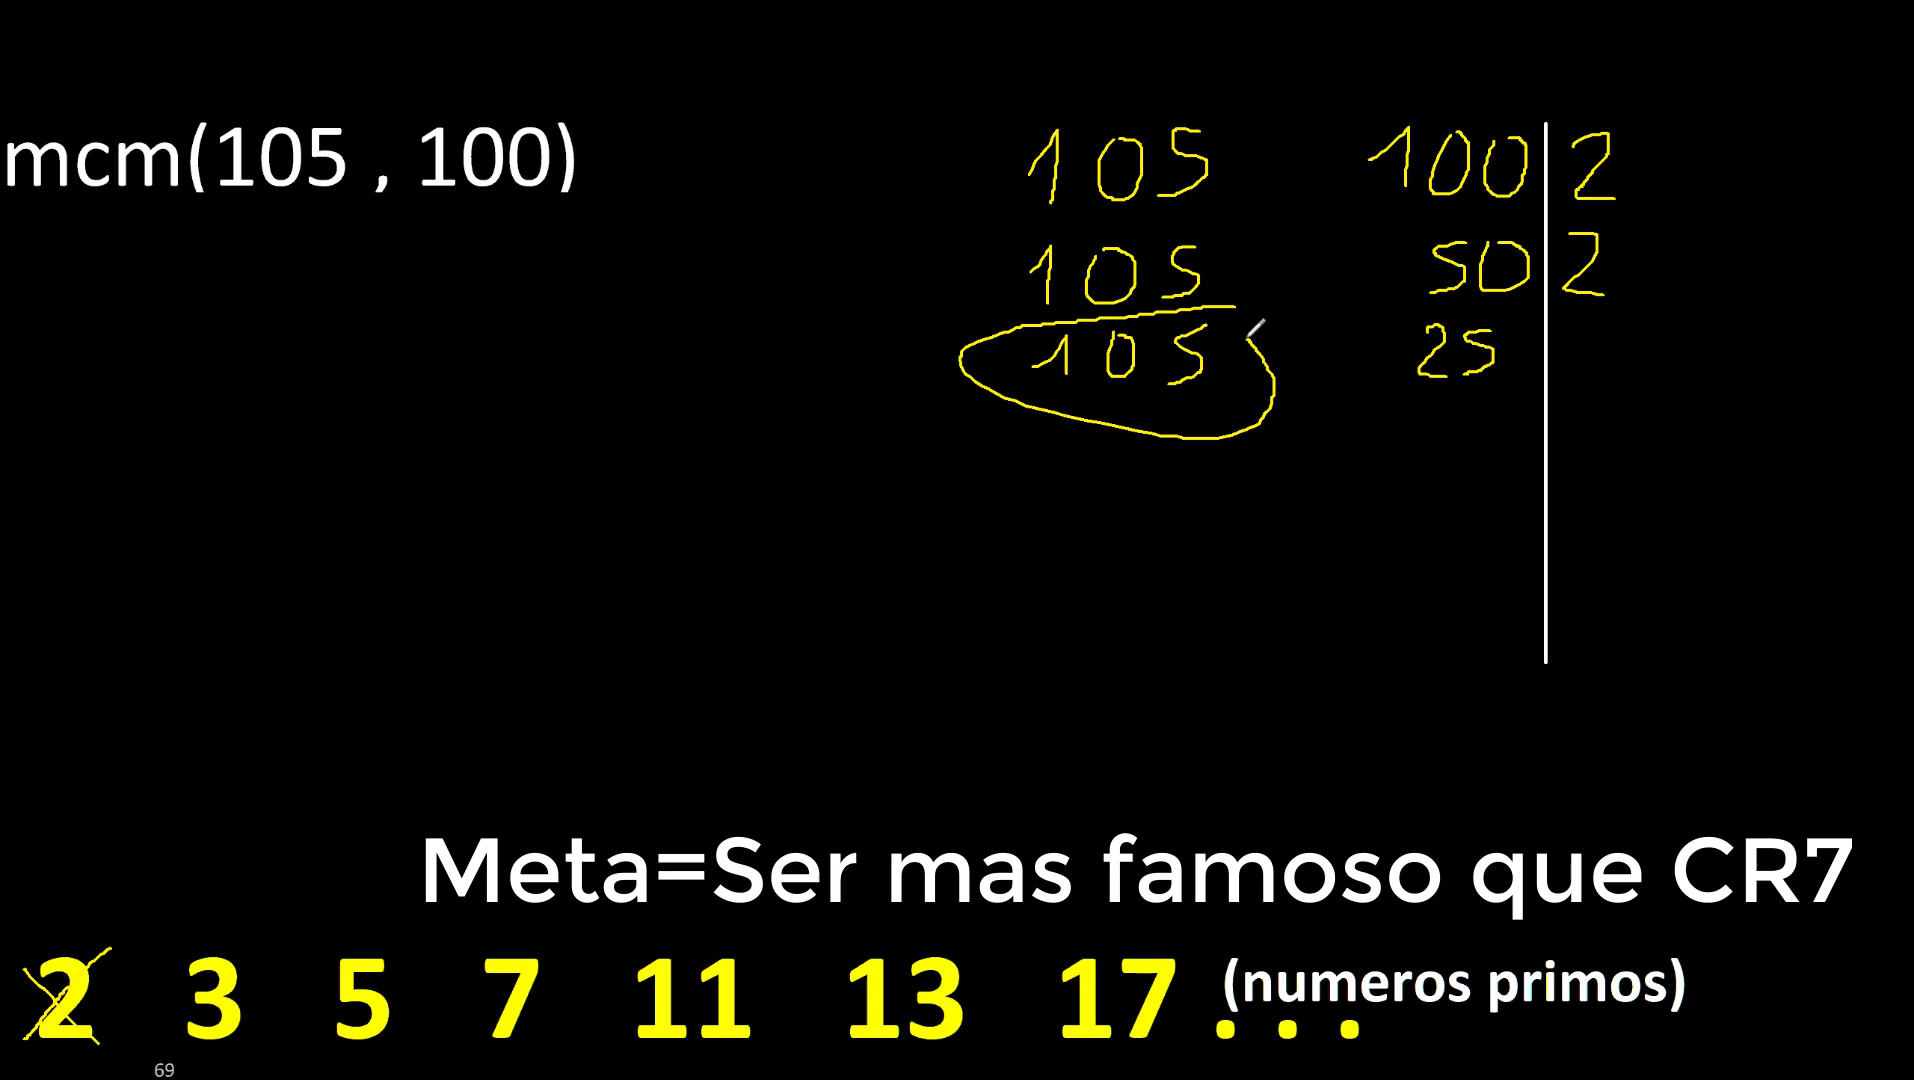 mcm(105 , 100)
105 100 2
105 50 2
105 25
Meta=Ser mas famoso que CR7
2 3 5 7 11 13 17 . . . (numeros primos)
69